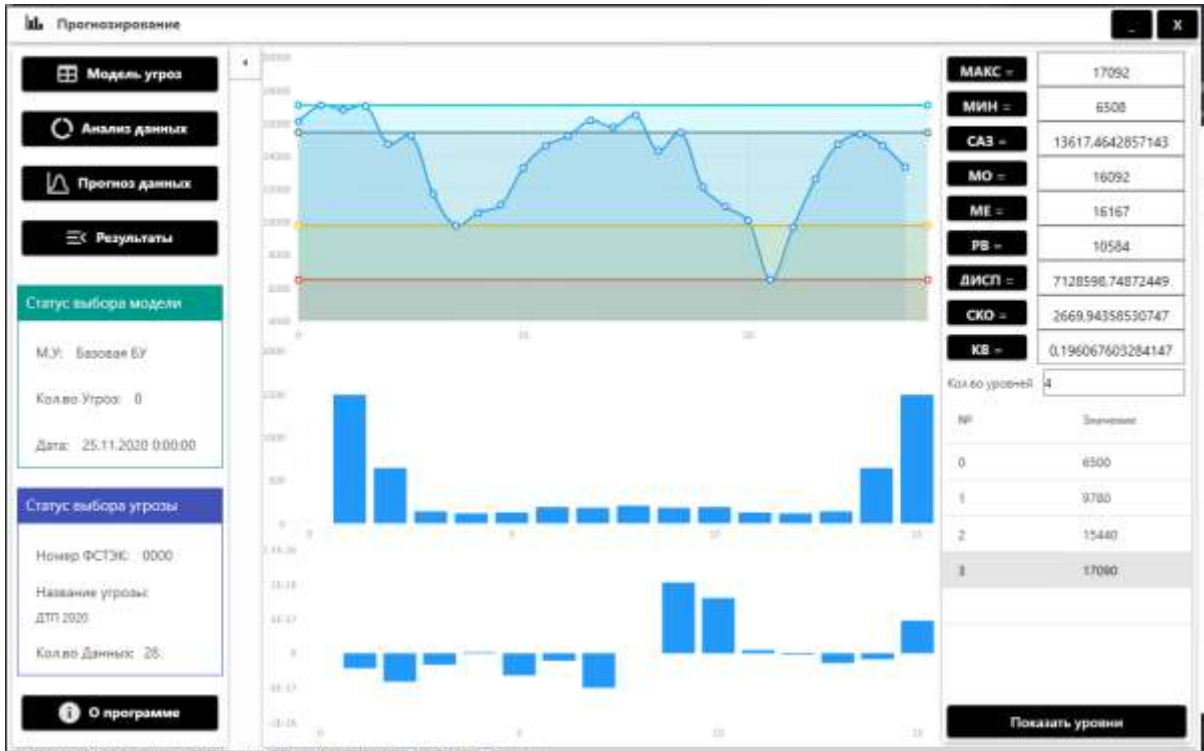 Прогнозирование
_
X
Модель угроз
Анализ данных
Прогноз данных
Результаты
Статус выбора модели
М.У: Базовая БУ
Кол.во Угроз: 0
Дата: 25.11.2020 0:00:00
Статус выбора угрозы
Номер ФСТЭК: 0000
Название угрозы:
ДТП 2020
Кол.во Данных: 28
О программе
МАКС = 17092
МИН = 6508
САЗ = 13617,4642857143
МО = 16092
МЕ = 16167
РВ = 10584
ДИСП = 7128598,74872449
СКО = 2669,94358530747
КВ = 0,196067603284147
Кол.во уровней 4
№ Значение
0 6500
1 9780
2 15440
3 17090
Показать уровни